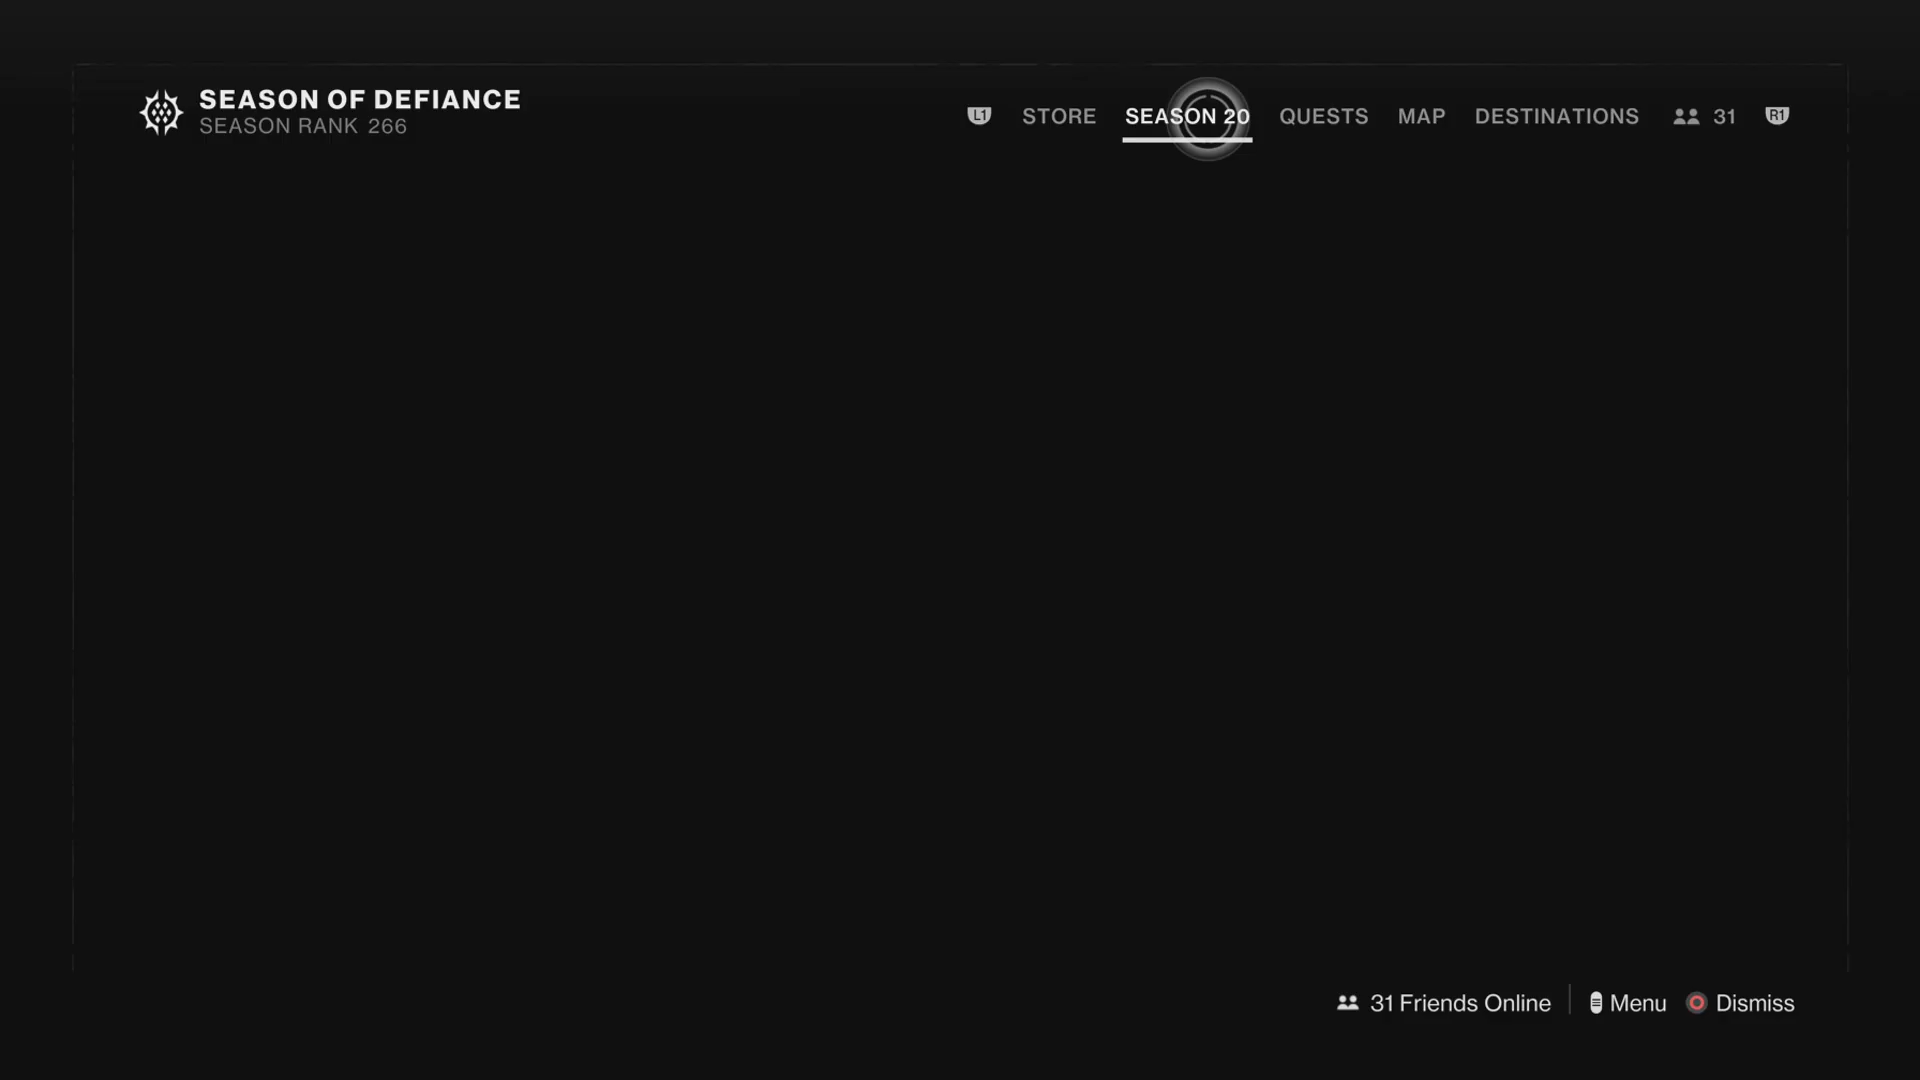 SEASON OF DEFIANCE
SEASON RANK 266
L1 STORE SEASON 20 QUESTS MAP DESTINATIONS 31 R1
31 Friends Online Menu Dismiss